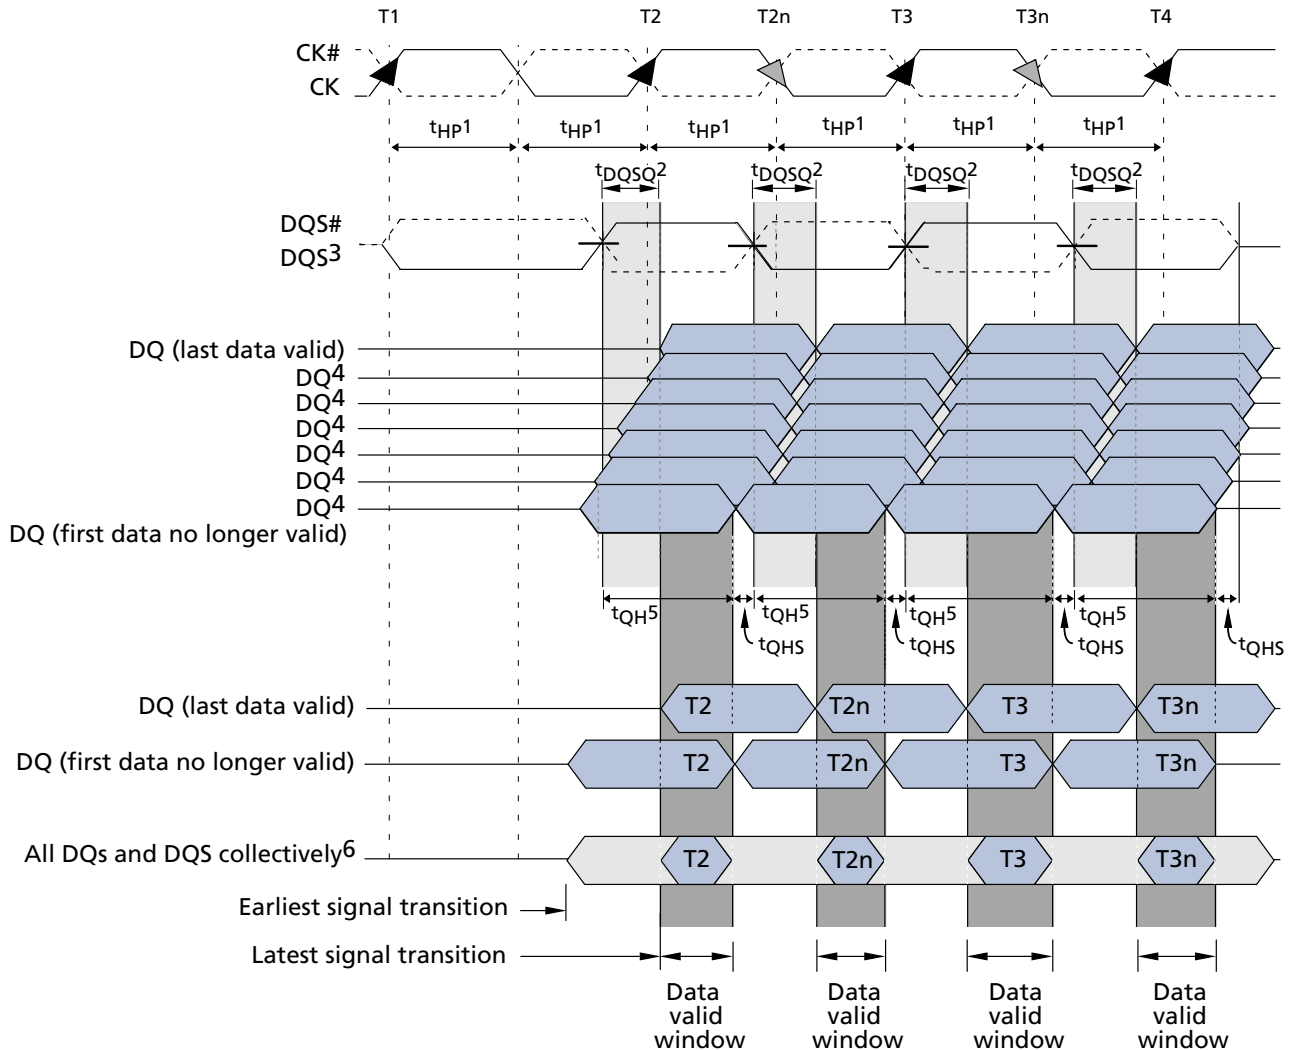 T1 T2 T2n T3 T3n T4
CK#
CK
tHP1 tHP1 tHP1 tHP1 tHP1 tHP1
tDQSQ2 tDQSQ2 tDQSQ2 tDQSQ2
DQS#
DQS3
DQ (last data valid)
DQ4
DQ4
DQ4
DQ4
DQ4
DQ4
DQ (first data no longer valid)
tQH5 tQH5 tQH5 tQH5
tQHS tQHS tQHS tQHS
DQ (last data valid) T2 T2n T3 T3n
DQ (first data no longer valid) T2 T2n T3 T3n
All DQs and DQS collectively6 T2 T2n T3 T3n
Earliest signal transition
Latest signal transition
Data Data Data Data
valid valid valid valid
window window window window